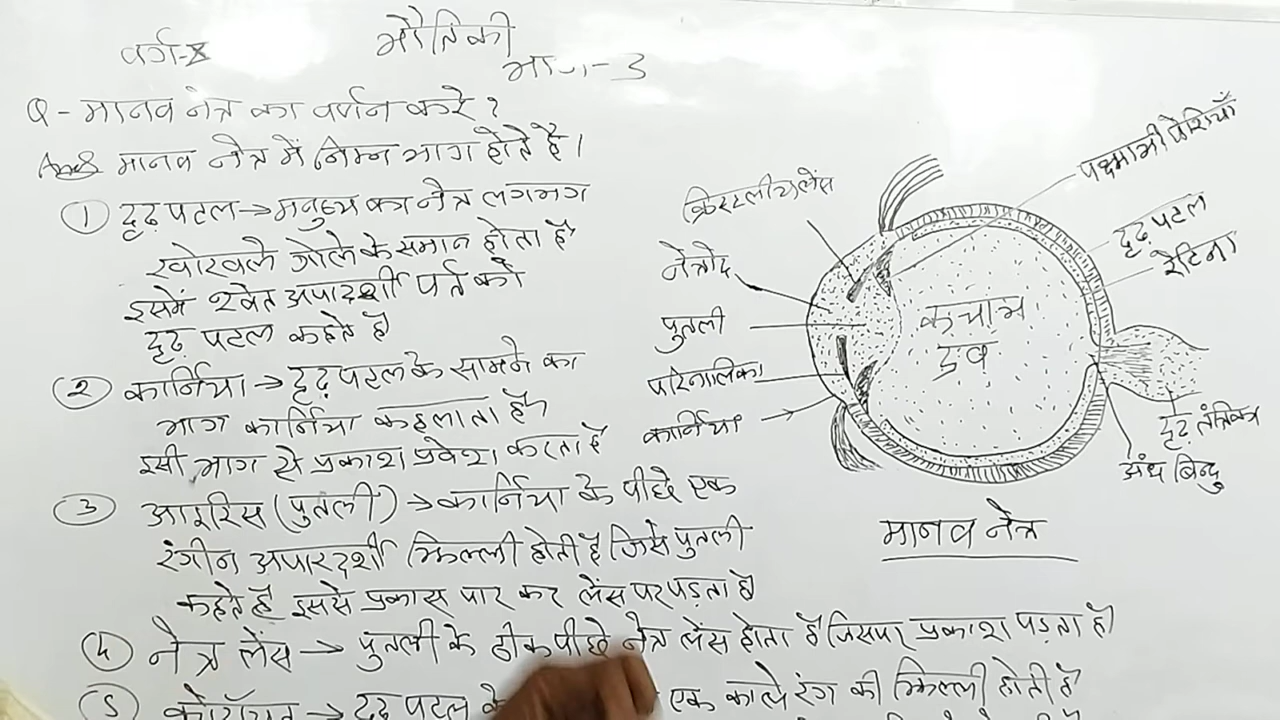 वर्ग-X
भौतिकी
भाग-3
Q - मानव नेत्र का वर्णन करे ?
Ans मानव नेत्र में निम्न भाग होते है ।
① दृढ़ पटल → मनुष्य का नेत्र लगभग
खोखले गोले के समान होता है
इसमें श्वेत अपारदर्शी पर्त को
दृढ़ पटल कहते है
② कार्निया → दृढ़ पटल के सामने का
भाग कार्निया कहलाता है
इसी भाग से प्रकाश प्रवेश करता है
③ आइरिस (पुतली) → कार्निया के पीछे एक
रंगीन अपारदर्शी झिल्ली होती है जिसे पुतली
कहते है इससे प्रकास पार कर लेंस पर पड़ता है
④ नेत्र लेंस → पुतली के ठीक पीछे नेत्र लेंस होता है जिसपर प्रकाश पड़ता है
⑤ → दृढ़ पटल के एक काले रंग की झिल्ली होती है
क्रिस्टलीय लेंस
नेत्रोद
पुतली
परितालिका
कार्निया
पक्ष्माभी पेशियाँ
दृढ़ पटल
रेटिना
कचाभ
द्रव
दृढ़ तंत्रिका
अंध बिन्दु
मानव नेत्र